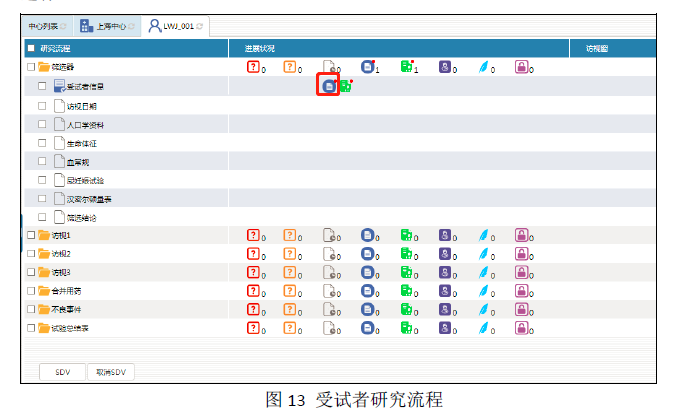 中心列表 上海中心 LWJ_001
研究流程 进展状况 访视窗
筛选器 ? 0 ? 0 0 1 1 0 0 0
受试者信息
访视日期
人口学资料
生命体征
血常规
尿妊娠试验
汉密尔顿量表
筛选结论
访视1 ? 0 ? 0 0 0 0 0 0 0
访视2 ? 0 ? 0 0 0 0 0 0 0
访视3 ? 0 ? 0 0 0 0 0 0 0
合并用药 ? 0 ? 0 0 0 0 0 0 0
不良事件 ? 0 ? 0 0 0 0 0 0 0
试验总结表 ? 0 ? 0 0 0 0 0 0 0
SDV 取消SDV
图 13 受试者研究流程